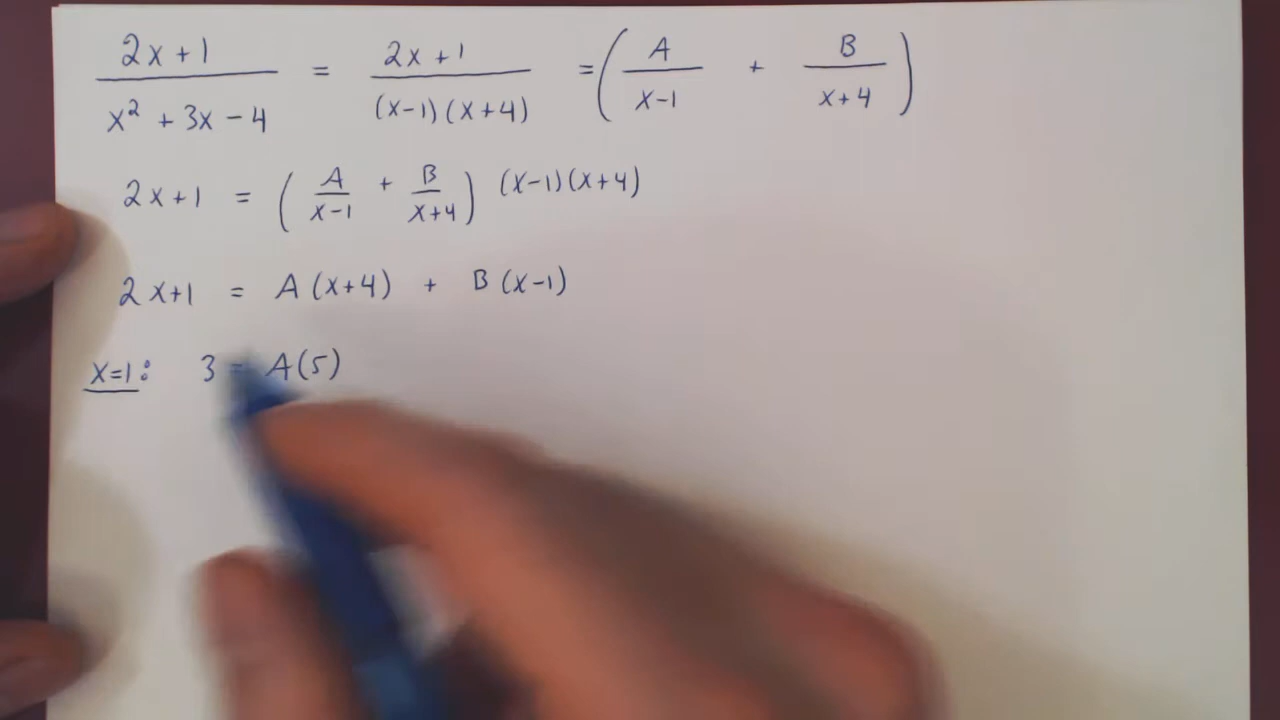 2x+1 / x² + 3x - 4 = 2x+1 / (x-1)(x+4) = ( A / x-1 + B / x+4 )
2x+1 = ( A / x-1 + B / x+4 ) (x-1)(x+4)
2x+1 = A(x+4) + B(x-1)
x=1: 3 = A(5)